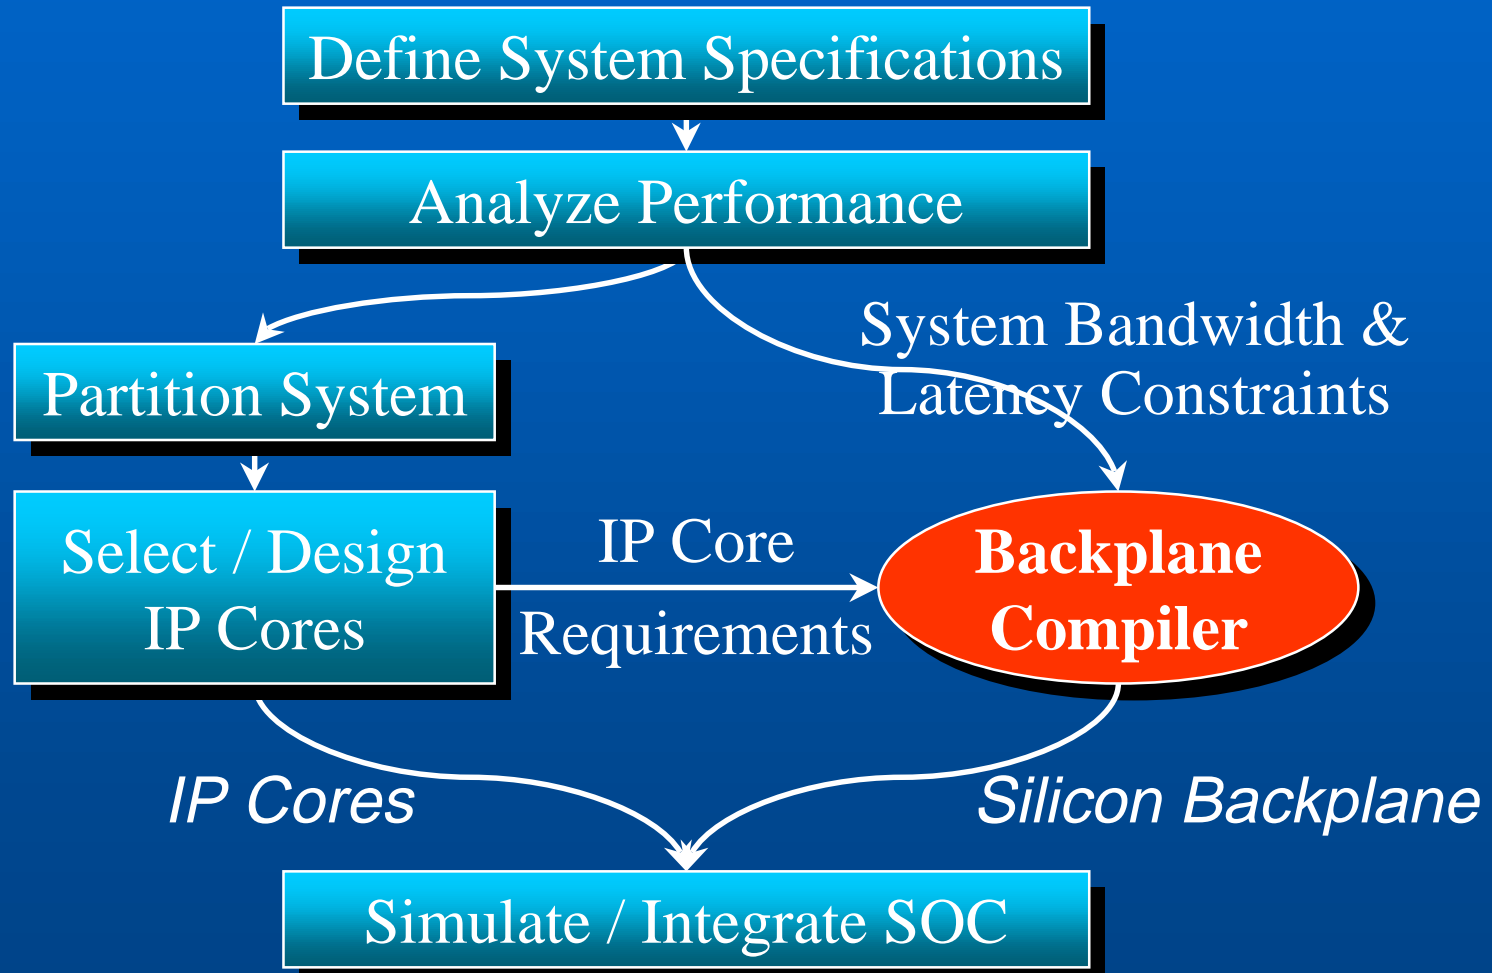 Define System Specifications
Analyze Performance
System Bandwidth &
Latency Constraints
Partition System
Select / Design
IP Cores
IP Core
Requirements
Backplane
Compiler
IP Cores
Silicon Backplane
Simulate / Integrate SOC